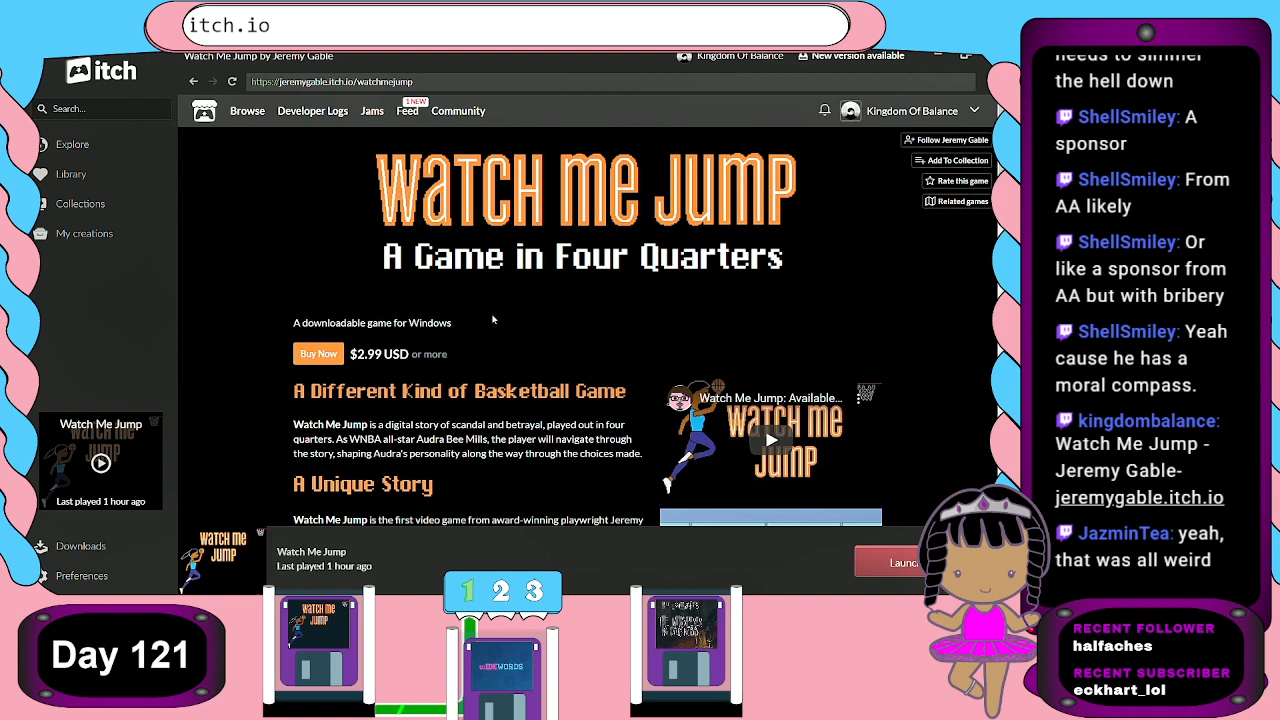 itch.io
Watch Me Jump by Jeremy Gable
Kingdom Of Balance
New version available
itch
https://jeremygable.itch.io/watchmejump
Search...
Browse
Developer Logs
Jams
Feed
1 NEW
Community
Kingdom Of Balance
Explore
Library
Collections
My creations
Follow Jeremy Gable
Add To Collection
Rate this game
Related games
WATCH ME JUMP
A Game in Four Quarters
A downloadable game for Windows
Buy Now
$2.99 USD or more
A Different Kind of Basketball Game
Watch Me Jump is a digital story of scandal and betrayal, played out in four
quarters. As WNBA all-star Audra Bee Mills, the player will navigate through
the story, shaping Audra's personality along the way through the choices made.
A Unique Story
Watch Me Jump is the first video game from award-winning playwright Jeremy
Watch Me Jump: Available...
WATCH ME
JUMP
Watch Me Jump
Last played 1 hour ago
Downloads
Preferences
WATCH ME
JUMP
Watch Me Jump
Last played 1 hour ago
Launch
needs to simmer
the hell down
ShellSmiley: A
sponsor
ShellSmiley: From
AA likely
ShellSmiley: Or
like a sponsor from
AA but with bribery
ShellSmiley: Yeah
cause he has a
moral compass.
kingdombalance:
Watch Me Jump -
Jeremy Gable-
jeremygable.itch.io
JazminTea: yeah,
that was all weird
RECENT FOLLOWER
halfaches
RECENT SUBSCRIBER
eckhart_lol
Day 121
WATCH ME
JUMP
1 2 3
WIDEWORDS